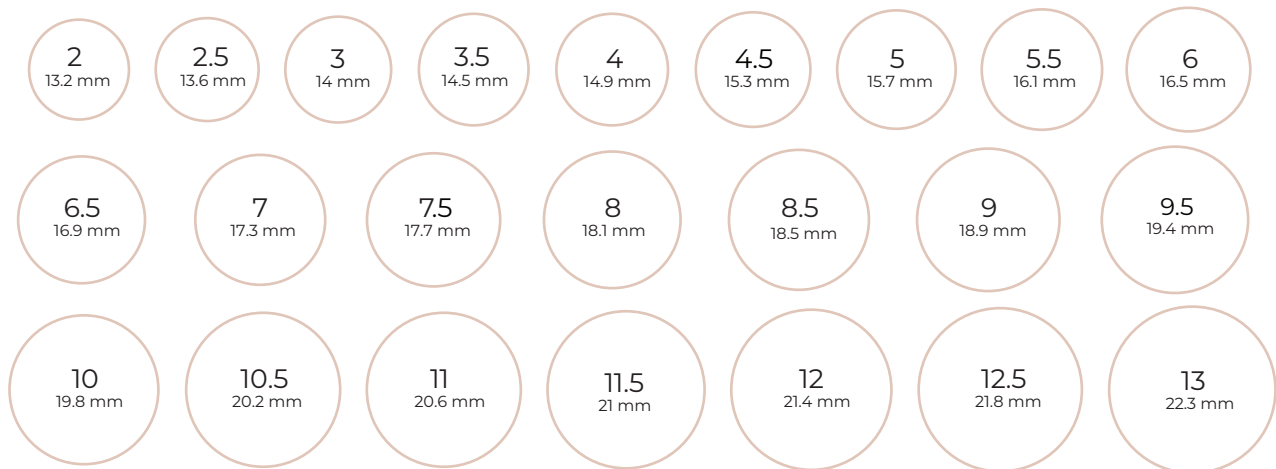 2
13.2 mm
2.5
13.6 mm
3
14 mm
3.5
14.5 mm
4
14.9 mm
4.5
15.3 mm
5
15.7 mm
5.5
16.1 mm
6
16.5 mm
6.5
16.9 mm
7
17.3 mm
7.5
17.7 mm
8
18.1 mm
8.5
18.5 mm
9
18.9 mm
9.5
19.4 mm
10
19.8 mm
10.5
20.2 mm
11
20.6 mm
11.5
21 mm
12
21.4 mm
12.5
21.8 mm
13
22.3 mm